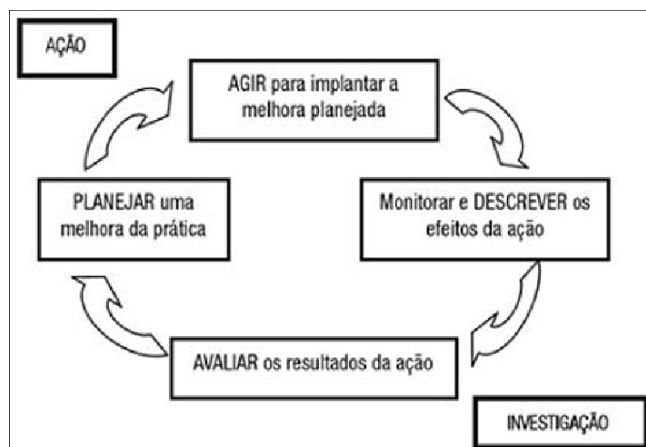 AÇÃO
AGIR para implantar a
melhora planejada
PLANEJAR uma
melhora da prática
Monitorar e DESCREVER os
efeitos da ação
AVALIAR os resultados da ação
INVESTIGAÇÃO